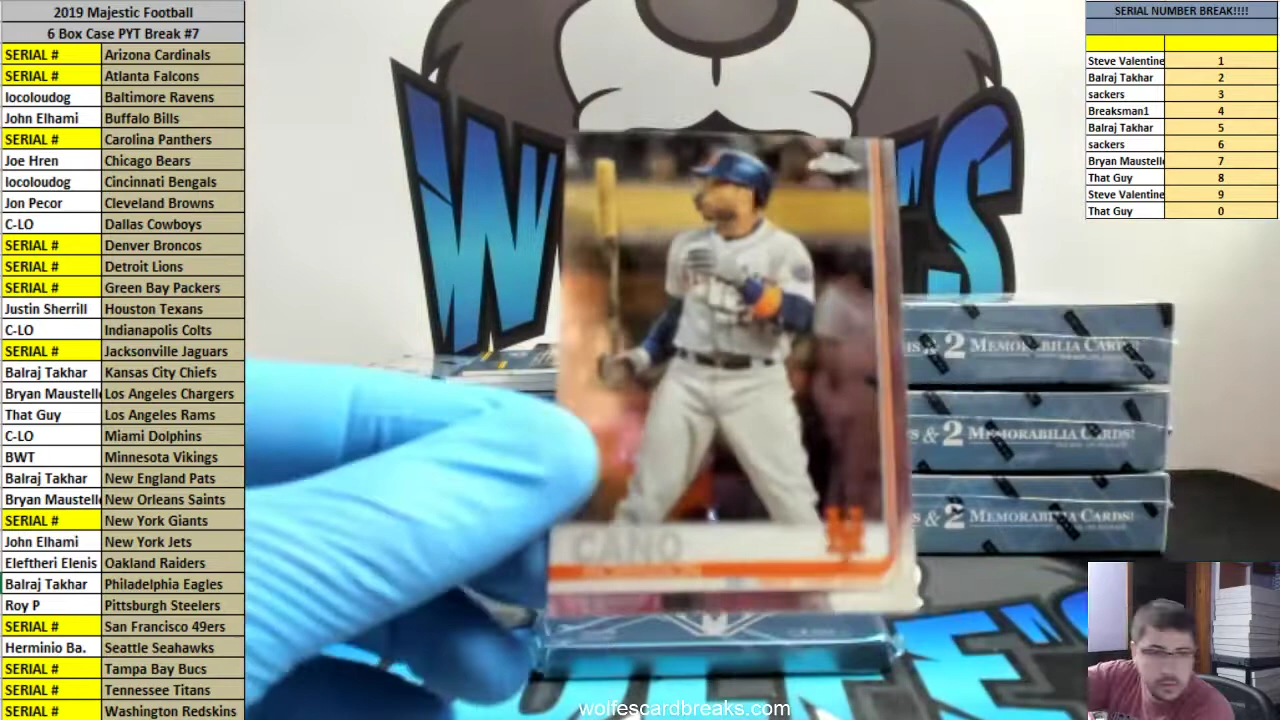 2019 Majestic Football
6 Box Case PYT Break #7
SERIAL # Arizona Cardinals
SERIAL # Atlanta Falcons
locoloudog Baltimore Ravens
John Elhami Buffalo Bills
SERIAL # Carolina Panthers
Joe Hren Chicago Bears
locoloudog Cincinnati Bengals
Jon Pecor Cleveland Browns
C-LO Dallas Cowboys
SERIAL # Denver Broncos
SERIAL # Detroit Lions
SERIAL # Green Bay Packers
Justin Sherrill Houston Texans
C-LO Indianapolis Colts
SERIAL # Jacksonville Jaguars
Balraj Takhar Kansas City Chiefs
Bryan Maustelle Los Angeles Chargers
That Guy Los Angeles Rams
C-LO Miami Dolphins
BWT Minnesota Vikings
Balraj Takhar New England Pats
Bryan Maustelle New Orleans Saints
SERIAL # New York Giants
John Elhami New York Jets
Eleftheri Elenis Oakland Raiders
Balraj Takhar Philadelphia Eagles
Roy P Pittsburgh Steelers
SERIAL # San Francisco 49ers
Herminio Ba. Seattle Seahawks
SERIAL # Tampa Bay Bucs
SERIAL # Tennessee Titans
SERIAL # Washington Redskins
SERIAL NUMBER BREAK!!!!
Steve Valentine 1
Balraj Takhar 2
sackers 3
Breaksman1 4
Balraj Takhar 5
sackers 6
Bryan Maustelle 7
That Guy 8
Steve Valentine 9
That Guy 0
CANO
& 2 MEMORABILIA CARDS!
& 2 MEMORABILIA CARDS!
& 2 MEMORABILIA CARDS!
WOLFE'S
wolfescardbreaks.com